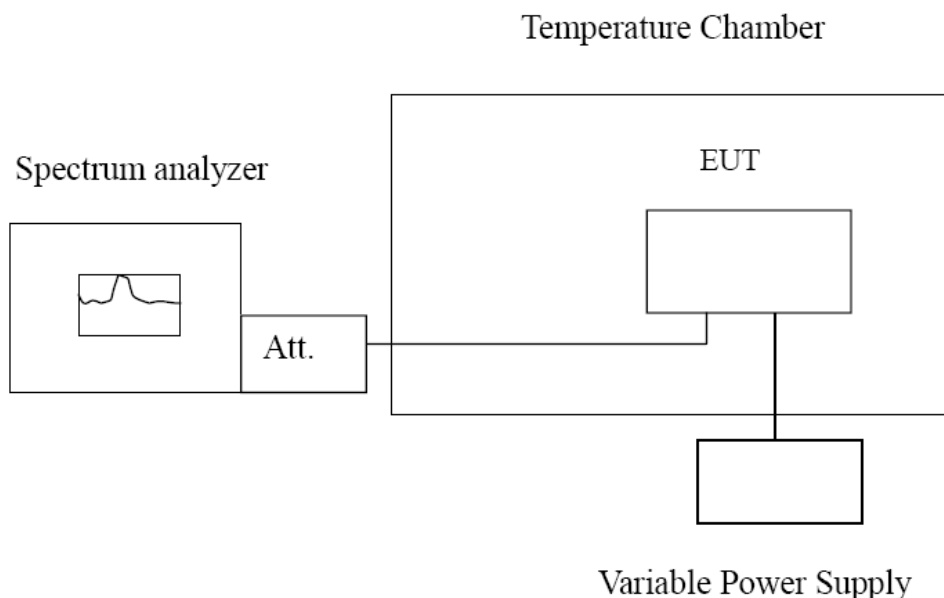 Temperature Chamber
Spectrum analyzer
EUT
Att.
Variable Power Supply